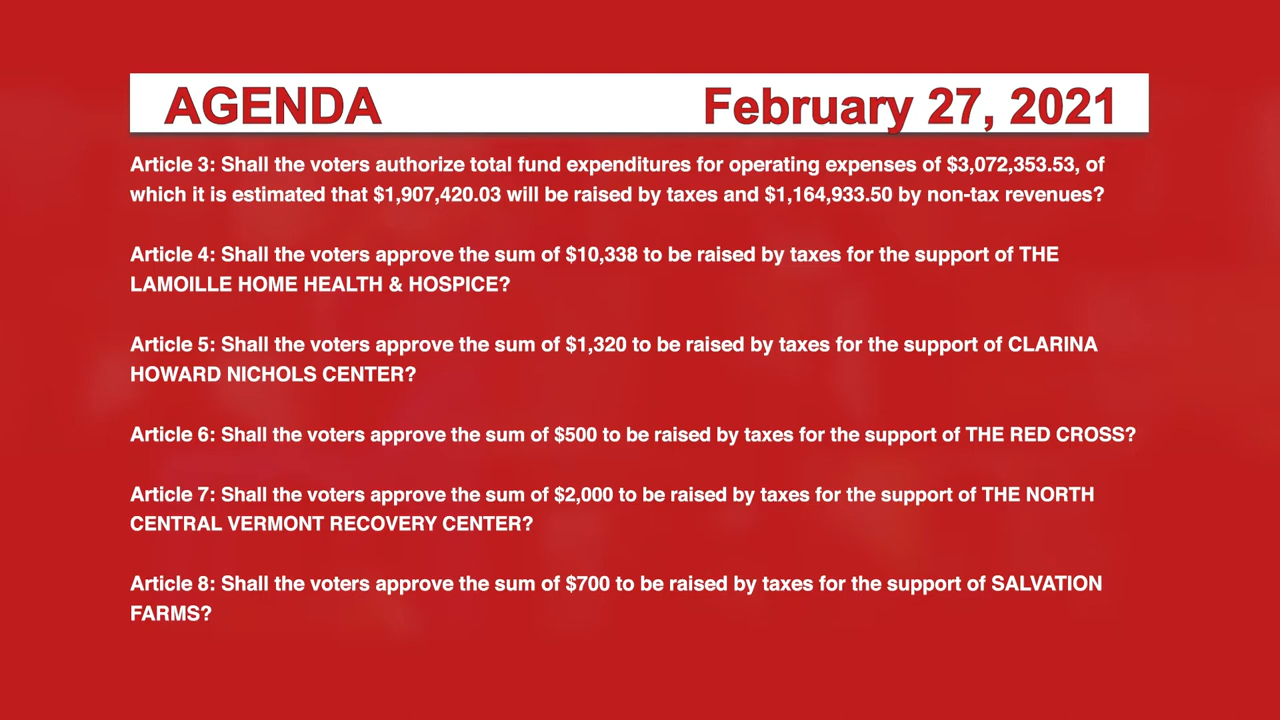 AGENDA February 27, 2021
Article 3: Shall the voters authorize total fund expenditures for operating expenses of $3,072,353.53, of
which it is estimated that $1,907,420.03 will be raised by taxes and $1,164,933.50 by non-tax revenues?
Article 4: Shall the voters approve the sum of $10,338 to be raised by taxes for the support of THE
LAMOILLE HOME HEALTH & HOSPICE?
Article 5: Shall the voters approve the sum of $1,320 to be raised by taxes for the support of CLARINA
HOWARD NICHOLS CENTER?
Article 6: Shall the voters approve the sum of $500 to be raised by taxes for the support of THE RED CROSS?
Article 7: Shall the voters approve the sum of $2,000 to be raised by taxes for the support of THE NORTH
CENTRAL VERMONT RECOVERY CENTER?
Article 8: Shall the voters approve the sum of $700 to be raised by taxes for the support of SALVATION
FARMS?